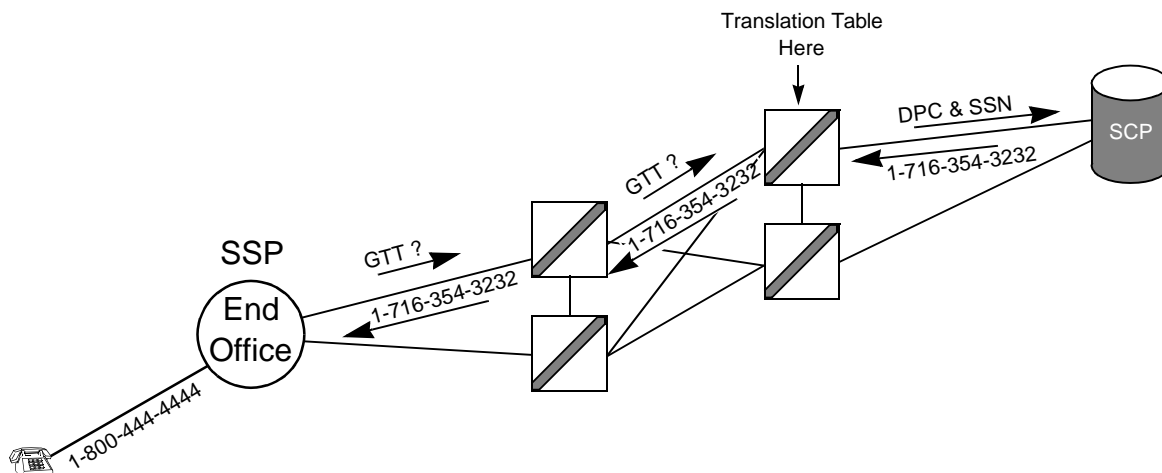 Translation Table
Here
DPC & SSN
SCP
1-716-354-3232
GTT ?
1-716-354-3232
SSP
GTT ?
1-716-354-3232
End
Office
1-800-444-4444